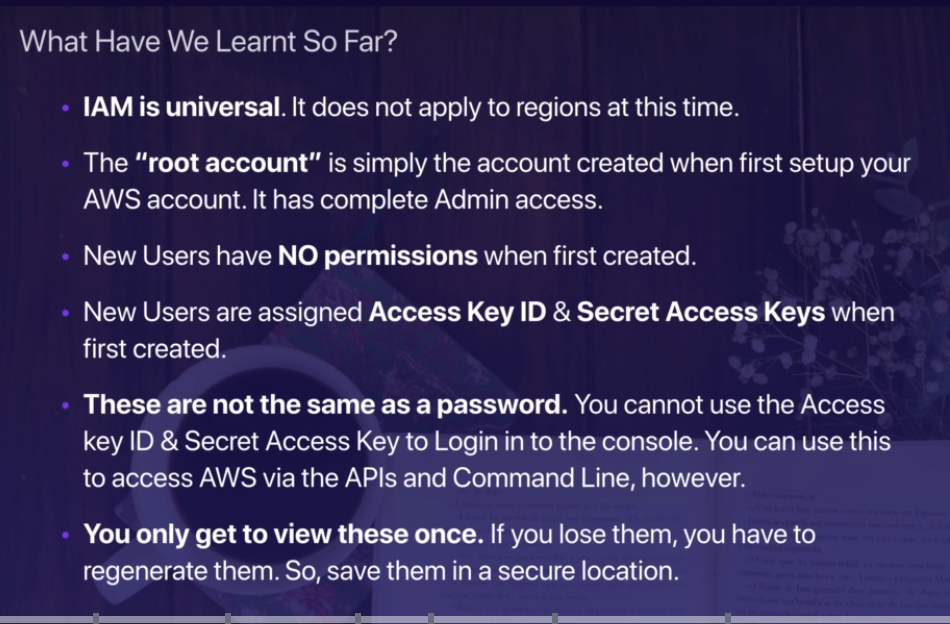 What Have We Learnt So Far?
• IAM is universal. It does not apply to regions at this time.
• The “root account” is simply the account created when first setup your
AWS account. It has complete Admin access.
• New Users have NO permissions when first created.
• New Users are assigned Access Key ID & Secret Access Keys when
first created.
• These are not the same as a password. You cannot use the Access
key ID & Secret Access Key to Login in to the console. You can use this
to access AWS via the APIs and Command Line, however.
• You only get to view these once. If you lose them, you have to
regenerate them. So, save them in a secure location.